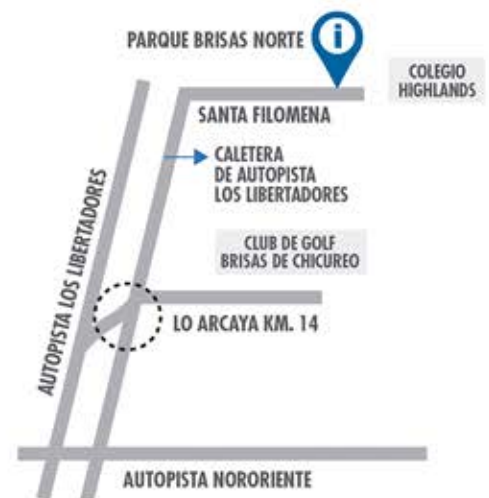 PARQUE BRISAS NORTE
i
COLEGIO
HIGHLANDS
SANTA FILOMENA
CALETERA
DE AUTOPISTA
LOS LIBERTADORES
AUTOPISTA LOS LIBERTADORES
CLUB DE GOLF
BRISAS DE CHICUREO
LO ARCAYA KM. 14
AUTOPISTA NORORIENTE